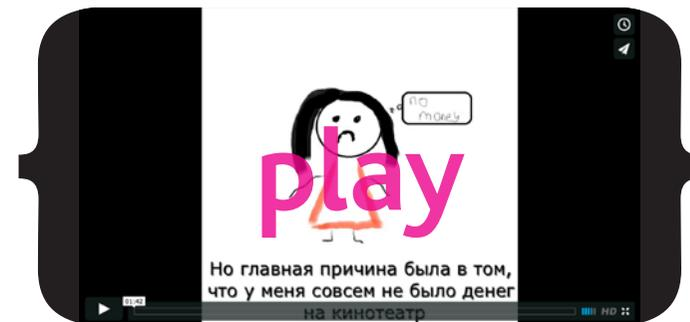 no
money
play
Но главная причина была в том,
что у меня совсем не было денег
на кинотеатр
01:42
HD